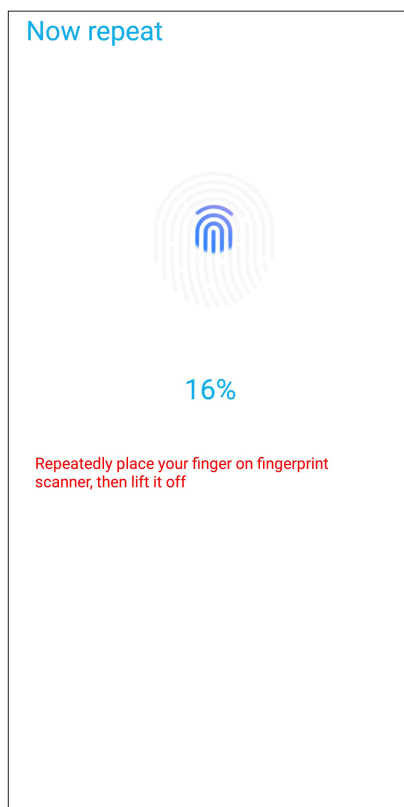 Now repeat
16%
Repeatedly place your finger on fingerprint
scanner, then lift it off